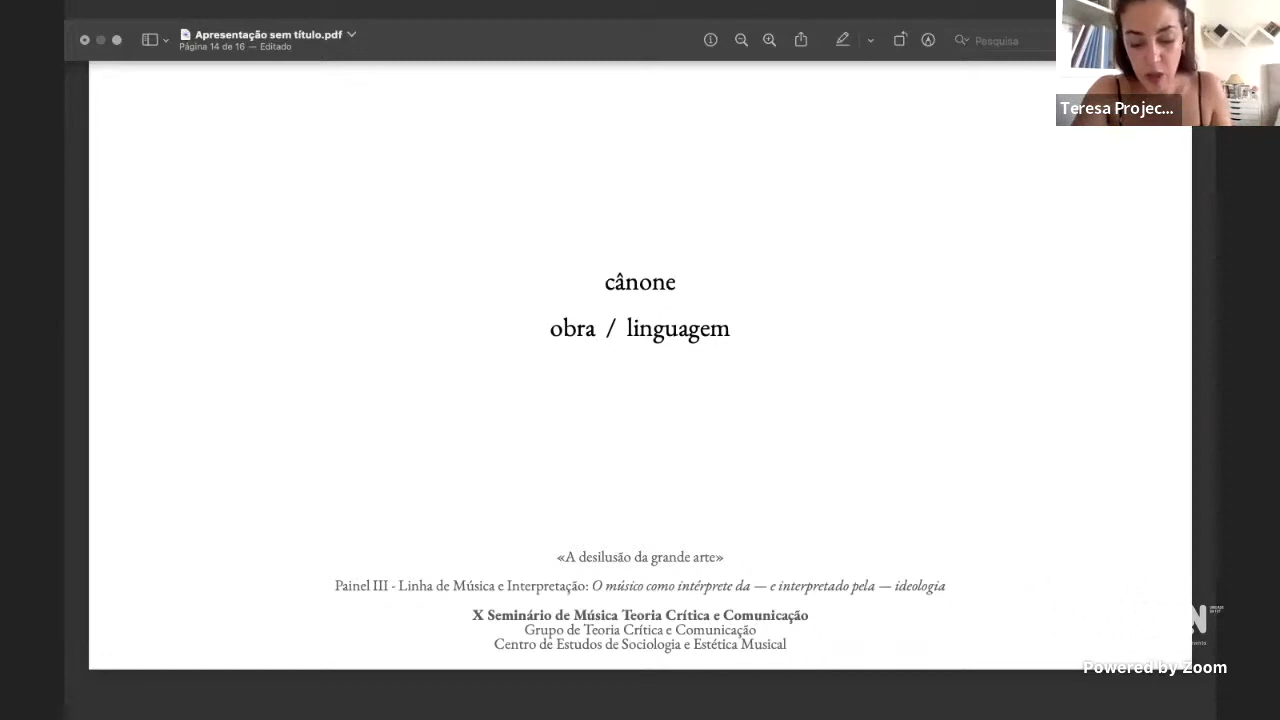 Apresentação sem título.pdf
Página 14 de 16 — Editado
Pesquisa
Teresa Projec...
cânone
obra / linguagem
«A desilusão da grande arte»
Painel III - Linha de Música e Interpretação: O músico como intérprete da — e interpretado pela — ideologia
X Seminário de Música Teoria Crítica e Comunicação
Grupo de Teoria Crítica e Comunicação
Centro de Estudos de Sociologia e Estética Musical
Powered by Zoom